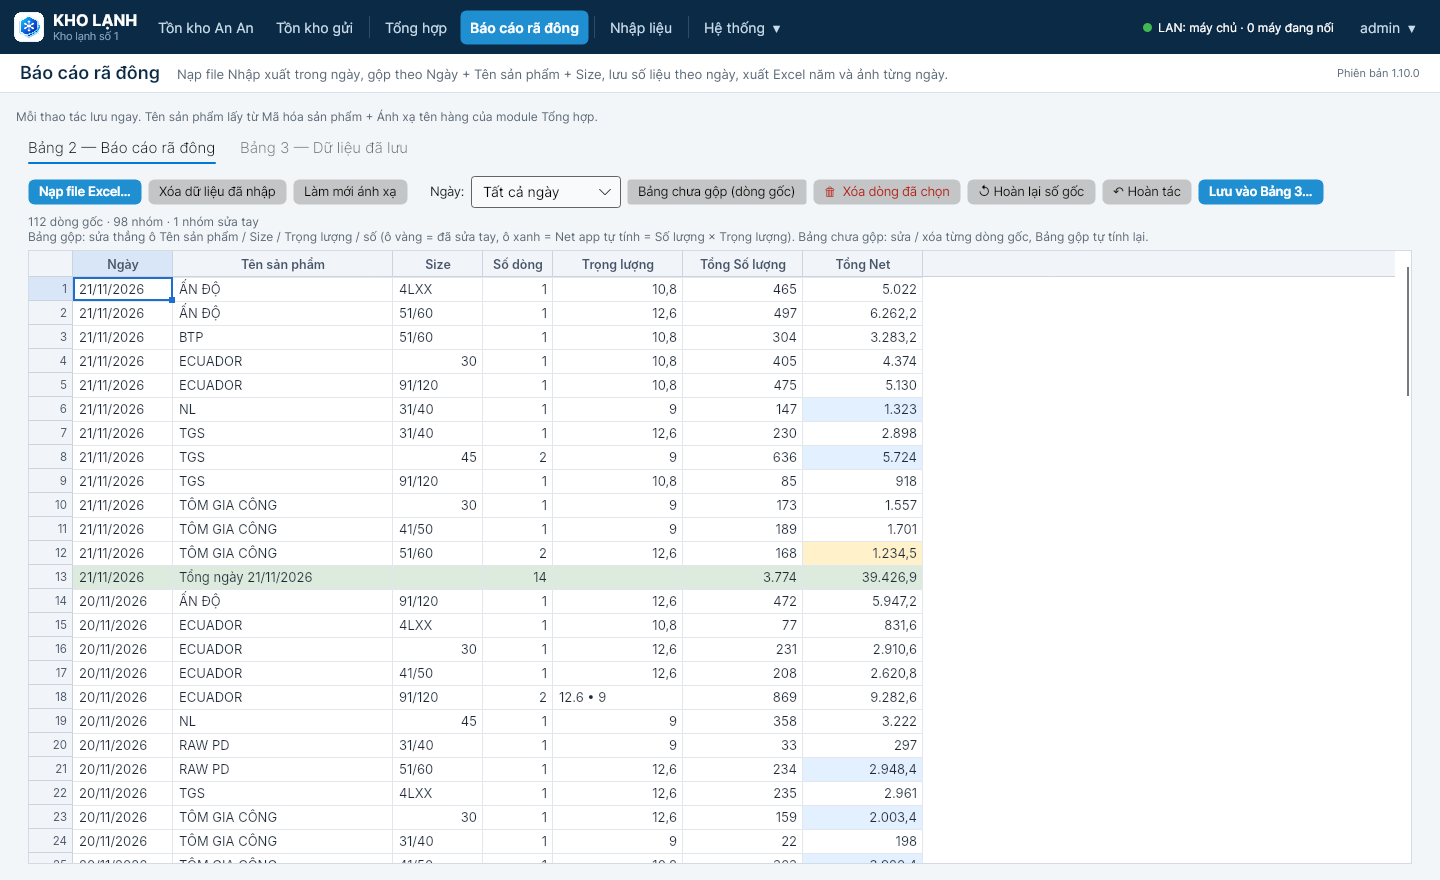 KHO LẠNH
Kho lạnh số 1
Tồn kho An An
Tồn kho gửi
Tổng hợp
Báo cáo rã đông
Nhập liệu
Hệ thống ▾
LAN: máy chủ · 0 máy đang nối
admin ▾
Báo cáo rã đông
Nạp file Nhập xuất trong ngày, gộp theo Ngày + Tên sản phẩm + Size, lưu số liệu theo ngày, xuất Excel năm và ảnh từng ngày.
Phiên bản 1.10.0
Mỗi thao tác lưu ngay. Tên sản phẩm lấy từ Mã hóa sản phẩm + Ánh xạ tên hàng của module Tổng hợp.
Bảng 2 — Báo cáo rã đông
Bảng 3 — Dữ liệu đã lưu
Nạp file Excel...
Xóa dữ liệu đã nhập
Làm mới ánh xạ
Ngày:
Tất cả ngày
Bảng chưa gộp (dòng gốc)
Xóa dòng đã chọn
↺ Hoàn lại số gốc
↶ Hoàn tác
Lưu vào Bảng 3...
112 dòng gốc · 98 nhóm · 1 nhóm sửa tay
Bảng gộp: sửa thẳng ô Tên sản phẩm / Size / Trọng lượng / số (ô vàng = đã sửa tay, ô xanh = Net app tự tính = Số lượng × Trọng lượng). Bảng chưa gộp: sửa / xóa từng dòng gốc, Bảng gộp tự tính lại.
Ngày Tên sản phẩm Size Số dòng Trọng lượng Tổng Số lượng Tổng Net
1 21/11/2026 ẤN ĐỘ 4LXX 1 10,8 465 5.022
2 21/11/2026 ẤN ĐỘ 51/60 1 12,6 497 6.262,2
3 21/11/2026 BTP 51/60 1 10,8 304 3.283,2
4 21/11/2026 ECUADOR 30 1 10,8 405 4.374
5 21/11/2026 ECUADOR 91/120 1 10,8 475 5.130
6 21/11/2026 NL 31/40 1 9 147 1.323
7 21/11/2026 TGS 31/40 1 12,6 230 2.898
8 21/11/2026 TGS 45 2 9 636 5.724
9 21/11/2026 TGS 91/120 1 10,8 85 918
10 21/11/2026 TÔM GIA CÔNG 30 1 9 173 1.557
11 21/11/2026 TÔM GIA CÔNG 41/50 1 9 189 1.701
12 21/11/2026 TÔM GIA CÔNG 51/60 2 12,6 168 1.234,5
13 21/11/2026 Tổng ngày 21/11/2026 14 3.774 39.426,9
14 20/11/2026 ẤN ĐỘ 91/120 1 12,6 472 5.947,2
15 20/11/2026 ECUADOR 4LXX 1 10,8 77 831,6
16 20/11/2026 ECUADOR 30 1 12,6 231 2.910,6
17 20/11/2026 ECUADOR 41/50 1 12,6 208 2.620,8
18 20/11/2026 ECUADOR 91/120 2 12.6 • 9 869 9.282,6
19 20/11/2026 NL 45 1 9 358 3.222
20 20/11/2026 RAW PD 31/40 1 9 33 297
21 20/11/2026 RAW PD 51/60 1 12,6 234 2.948,4
22 20/11/2026 TGS 4LXX 1 12,6 235 2.961
23 20/11/2026 TÔM GIA CÔNG 30 1 12,6 159 2.003,4
24 20/11/2026 TÔM GIA CÔNG 31/40 1 9 22 198